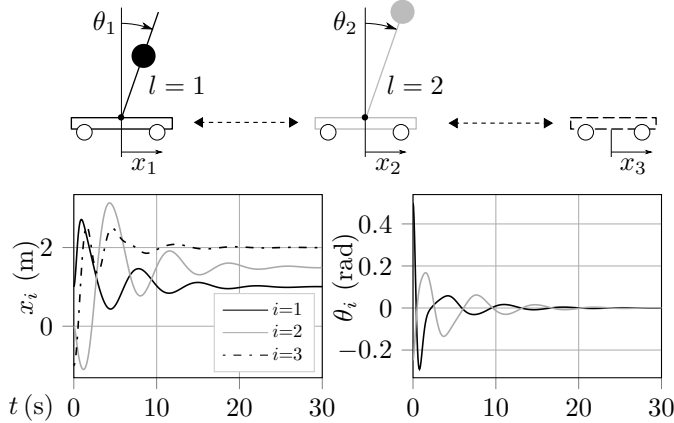 θ₁ θ₂
l = 1 l = 2
x₁ x₂ x₃
xᵢ (m)
2
0
i=1
i=2
i=3
t (s) 0 10 20 30
θᵢ (rad)
0.4
0.2
0
−0.2
0 10 20 30